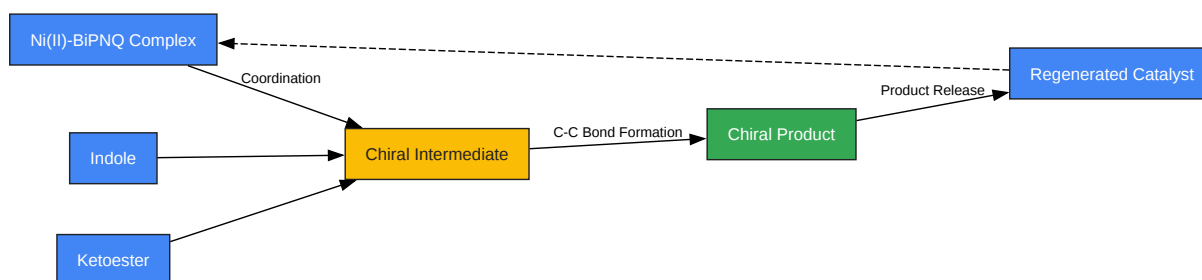 Ni(II)-BiPNQ Complex
Coordination
Indole
Ketoester
Chiral Intermediate
C-C Bond Formation
Chiral Product
Product Release
Regenerated Catalyst